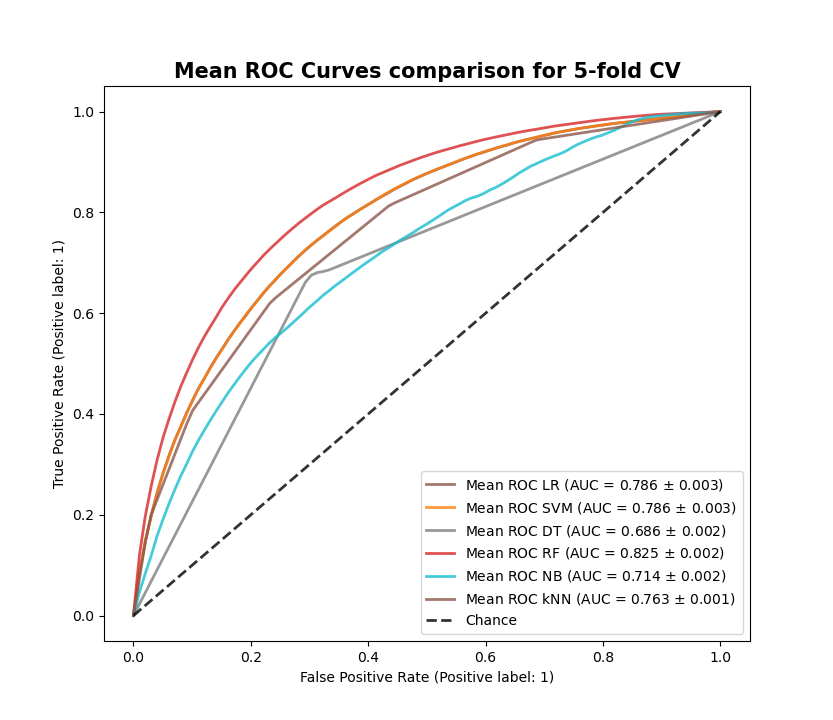 Mean ROC Curves comparison for 5-fold CV
True Positive Rate (Positive label: 1)
1.0
0.8
0.6
0.4
0.2
0.0
Mean ROC LR (AUC = 0.786 ± 0.003)
Mean ROC SVM (AUC = 0.786 ± 0.003)
Mean ROC DT (AUC = 0.686 ± 0.002)
Mean ROC RF (AUC = 0.825 ± 0.002)
Mean ROC NB (AUC = 0.714 ± 0.002)
Mean ROC kNN (AUC = 0.763 ± 0.001)
Chance
0.0 0.2 0.4 0.6 0.8 1.0
False Positive Rate (Positive label: 1)